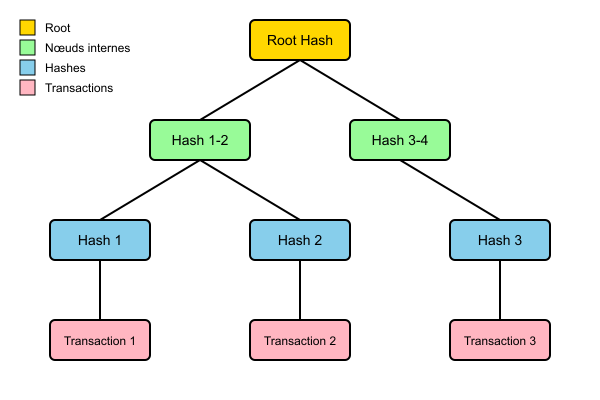 Root
Nœuds internes
Hashes
Transactions
Root Hash
Hash 1-2
Hash 3-4
Hash 1
Hash 2
Hash 3
Transaction 1
Transaction 2
Transaction 3